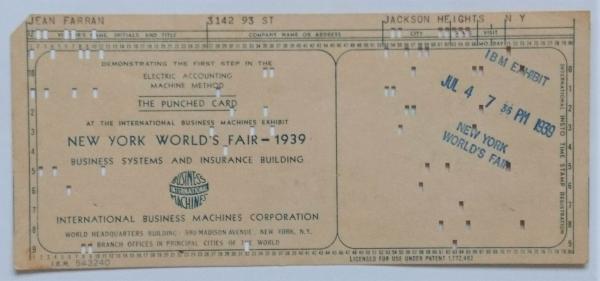 JEAN FARRAN 3142 93 ST JACKSON HEIGHTS N Y
COMPANY NAME OR ADDRESS CITY VISIT
DEMONSTRATING THE FIRST STEP IN THE
ELECTRIC ACCOUNTING
MACHINE METHOD
THE PUNCHED CARD
AT THE INTERNATIONAL BUSINESS MACHINES EXHIBIT
NEW YORK WORLD'S FAIR—1939
BUSINESS SYSTEMS AND INSURANCE BUILDING
BUSINESS
INTERNATIONAL
MACHINES
INTERNATIONAL BUSINESS MACHINES CORPORATION
WORLD HEADQUARTERS BUILDING: 590 MADISON AVENUE, NEW YORK, N.Y.
BRANCH OFFICES IN PRINCIPAL CITIES OF THE WORLD
IBM EXHIBIT
JUL 4 7 36 PM 1939
NEW YORK
WORLD'S FAIR
TIME STAMP REGISTRATION
I.B.M. 543240
LICENSED FOR USE UNDER PATENT 1,772,492